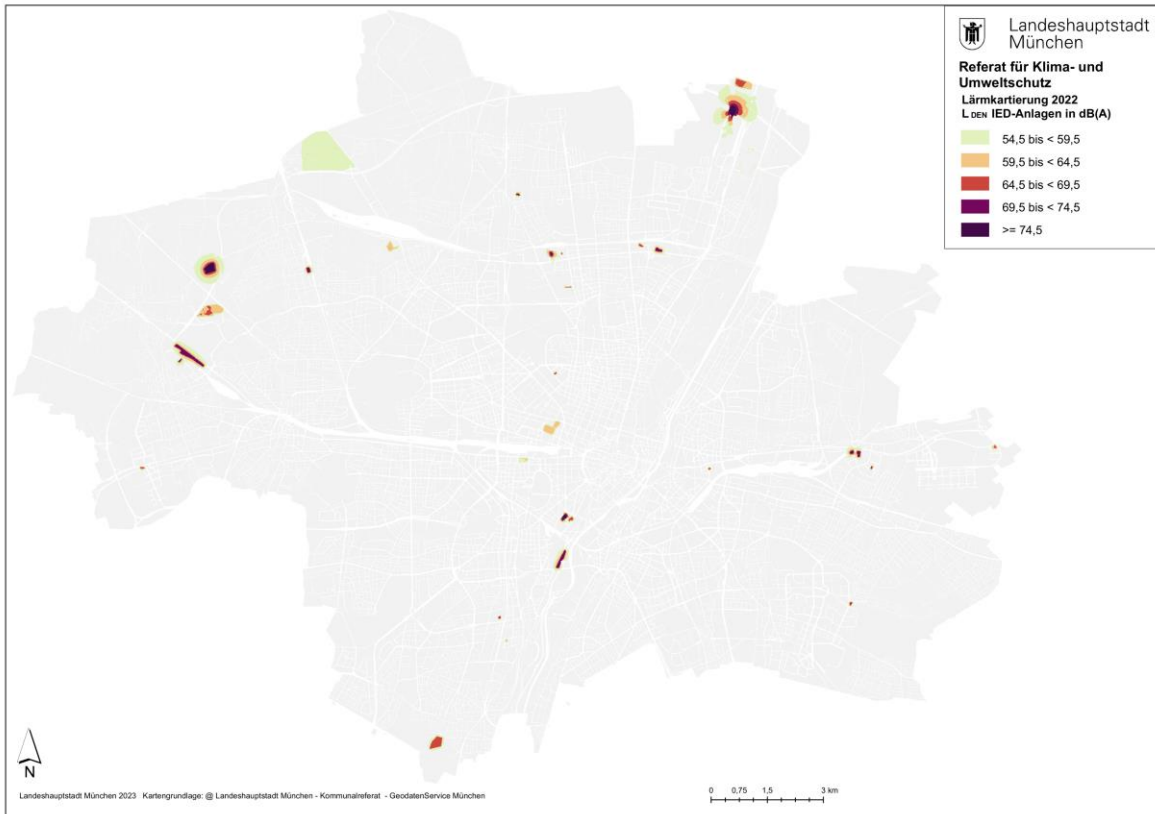 Landeshauptstadt
München
Referat für Klima- und
Umweltschutz
Lärmkartierung 2022
L DEN IED-Anlagen in dB(A)
54,5 bis < 59,5
59,5 bis < 64,5
64,5 bis < 69,5
69,5 bis < 74,5
>= 74,5
N
Landeshauptstadt München 2023 Kartengrundlage: @ Landeshauptstadt München - Kommunalreferat - GeodatenService München
0 0,75 1,5 3 km